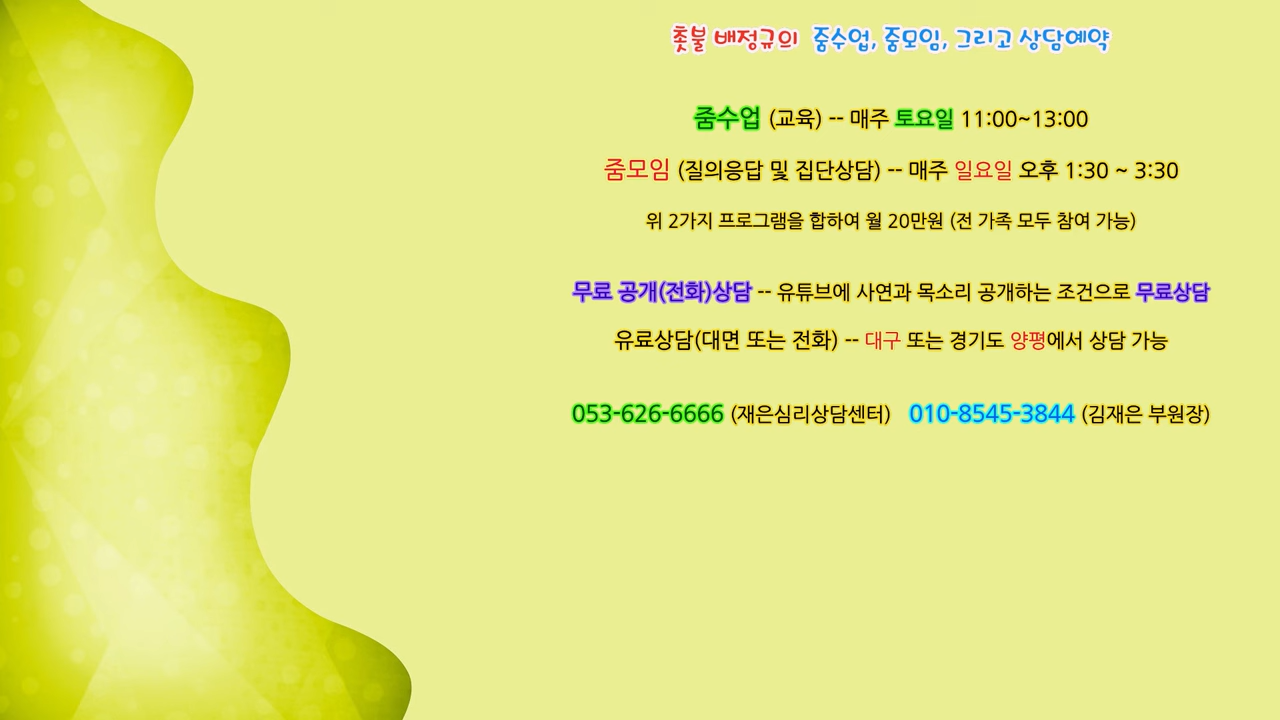 촛불 배정규의 줌수업, 줌모임, 그리고 상담예약
줌수업 (교육) -- 매주 토요일 11:00~13:00
줌모임 (질의응답 및 집단상담) -- 매주 일요일 오후 1:30 ~ 3:30
위 2가지 프로그램을 합하여 월 20만원 (전 가족 모두 참여 가능)
무료 공개(전화)상담 -- 유튜브에 사연과 목소리 공개하는 조건으로 무료상담
유료상담(대면 또는 전화) -- 대구 또는 경기도 양평에서 상담 가능
053-626-6666 (재은심리상담센터) 010-8545-3844 (김재은 부원장)